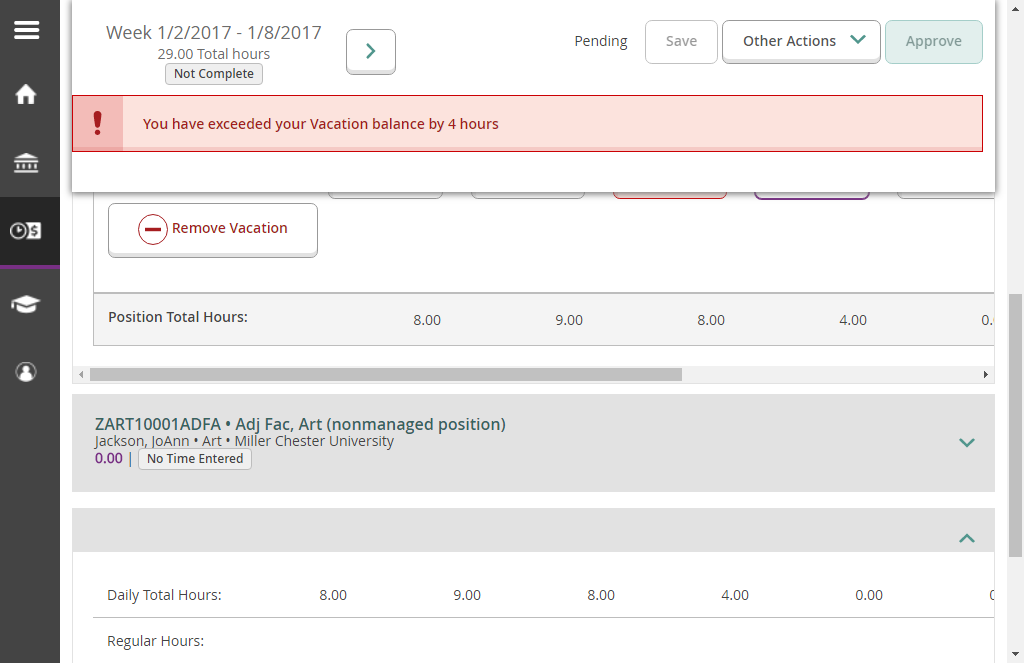 Week 1/2/2017 - 1/8/2017
29.00 Total hours
Not Complete
Pending
Save
Other Actions
Approve
You have exceeded your Vacation balance by 4 hours
Remove Vacation
Position Total Hours: 8.00 9.00 8.00 4.00
ZART10001ADFA • Adj Fac, Art (nonmanaged position)
Jackson, JoAnn • Art • Miller Chester University
0.00 | No Time Entered
Daily Total Hours: 8.00 9.00 8.00 4.00 0.00
Regular Hours: